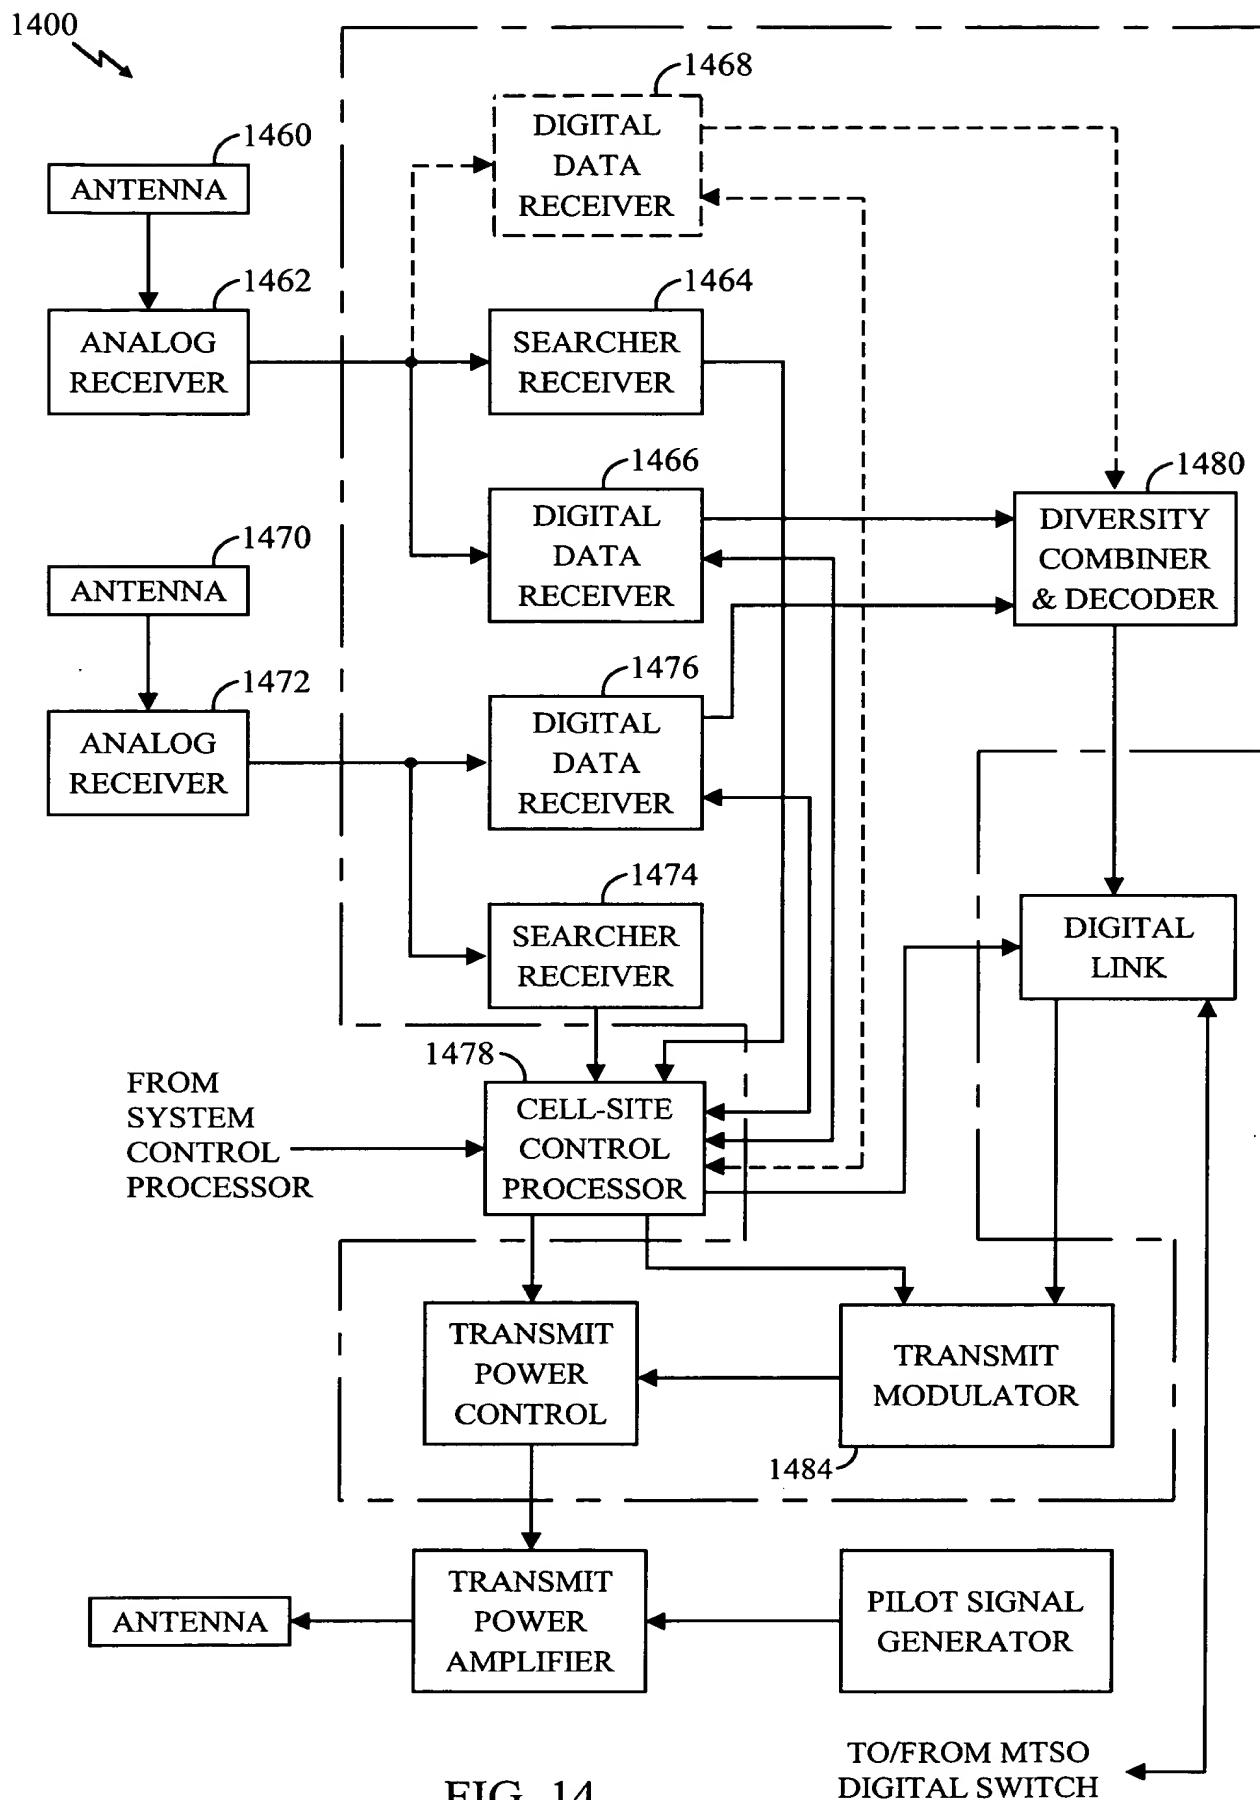 1400
1468
DIGITAL
DATA
RECEIVER
1460
ANTENNA
1462
ANALOG
RECEIVER
1464
SEARCHER
RECEIVER
1466
DIGITAL
DATA
RECEIVER
1480
DIVERSITY
COMBINER
& DECODER
1470
ANTENNA
1472
ANALOG
RECEIVER
1476
DIGITAL
DATA
RECEIVER
1474
SEARCHER
RECEIVER
DIGITAL
LINK
1478
CELL-SITE
CONTROL
PROCESSOR
FROM
SYSTEM
CONTROL
PROCESSOR
TRANSMIT
POWER
CONTROL
TRANSMIT
MODULATOR
1484
TRANSMIT
POWER
AMPLIFIER
PILOT SIGNAL
GENERATOR
ANTENNA
TO/FROM MTSO
DIGITAL SWITCH
FIG. 14